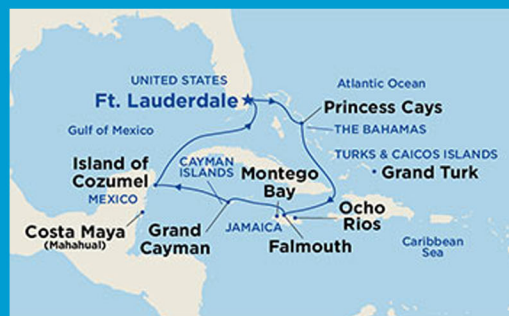 UNITED STATES
Atlantic Ocean
Ft. Lauderdale
Princess Cays
Gulf of Mexico
THE BAHAMAS
TURKS & CAICOS ISLANDS
Island of
Cozumel
CAYMAN
ISLANDS
Montego
Bay
Grand Turk
MEXICO
Costa Maya
(Mahahual)
Grand
Cayman
JAMAICA
Falmouth
Ocho
Rios
Caribbean
Sea